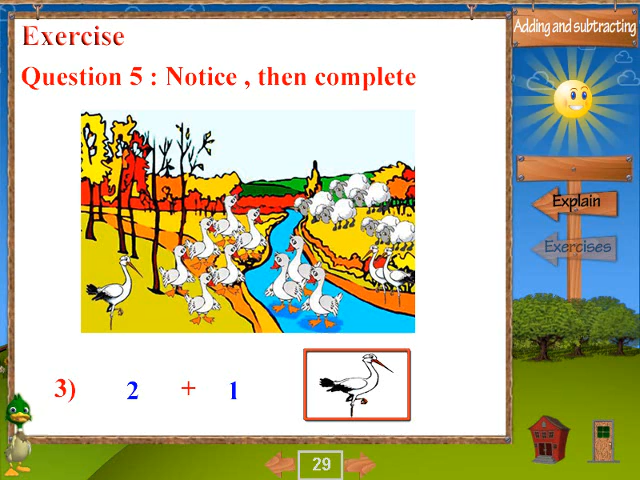 Exercise
Adding and subtracting
Question 5 : Notice , then complete
Explain
Exercises
3) 2 + 1
29